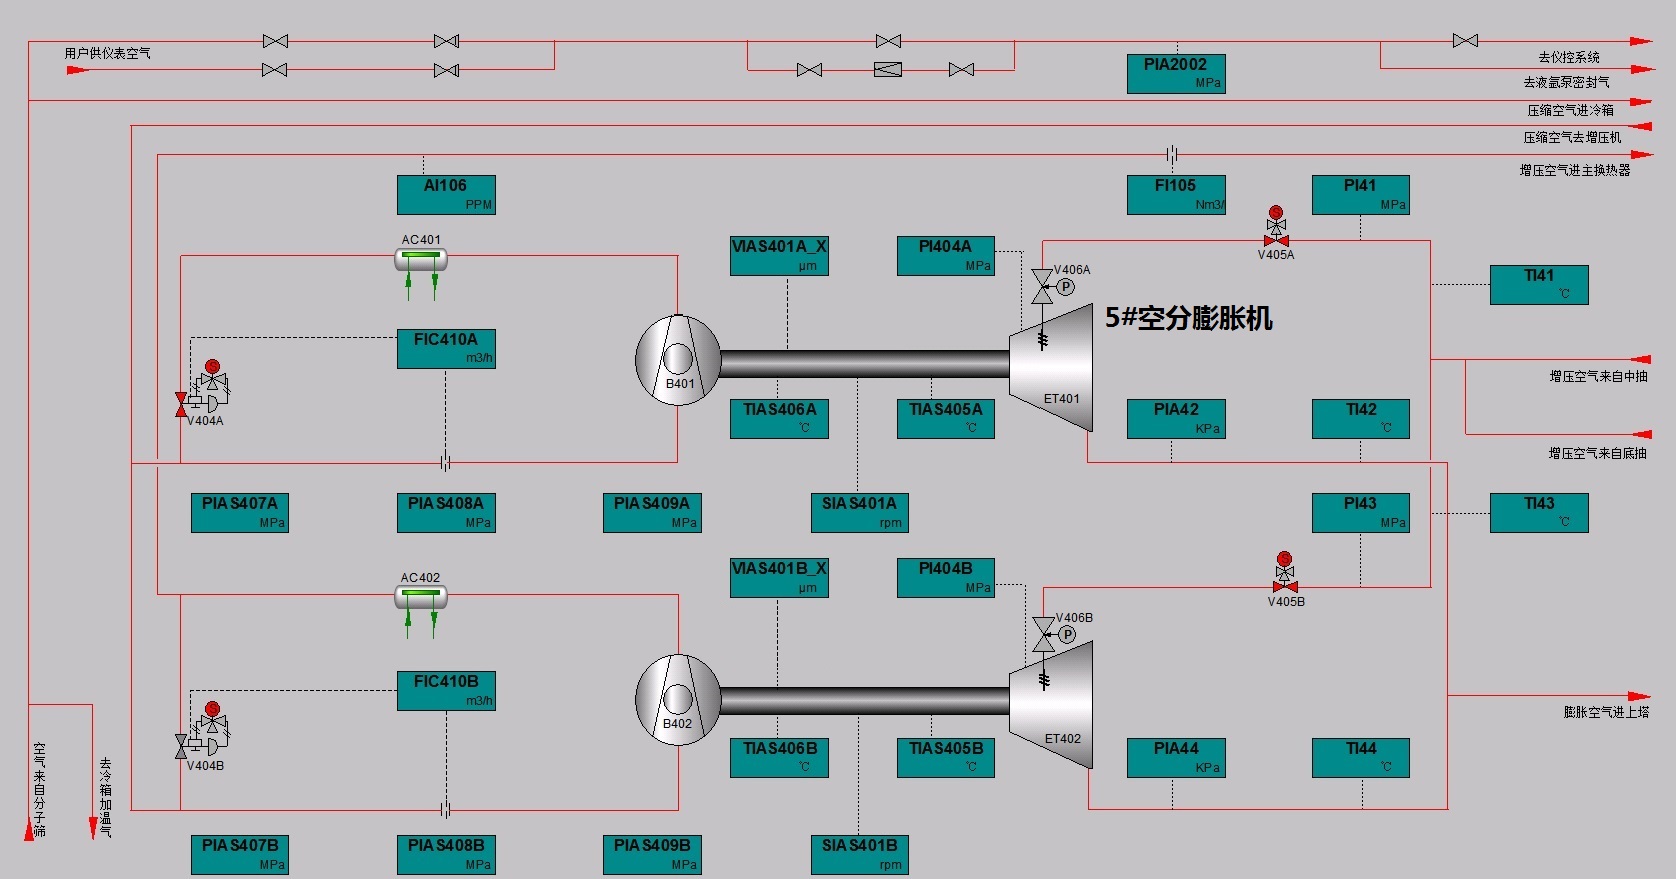 用户供仪表空气
去仪控系统
PIA2002
MPa
去液氩泵密封气
压缩空气进冷箱
压缩空气去增压机
增压空气进主换热器
AI106
PPM
FI105
Nm3/
PI41
MPa
AC401
VIAS401A_X
μm
PI404A
MPa
V405A
V406A
P
S
TI41
℃
5#空分膨胀机
FIC410A
m3/h
S
V404A
B401
ET401
增压空气来自中抽
TIAS406A
℃
TIAS405A
℃
PIA42
KPa
TI42
℃
增压空气来自底抽
PIAS407A
MPa
PIAS408A
MPa
PIAS409A
MPa
SIAS401A
rpm
PI43
MPa
TI43
℃
AC402
VIAS401B_X
μm
PI404B
MPa
S
V405B
V406B
P
FIC410B
m3/h
S
V404B
B402
ET402
膨胀空气进上塔
TIAS406B
℃
TIAS405B
℃
PIA44
KPa
TI44
℃
空气来自分子筛
去冷箱加温气
PIAS407B
MPa
PIAS408B
MPa
PIAS409B
MPa
SIAS401B
rpm